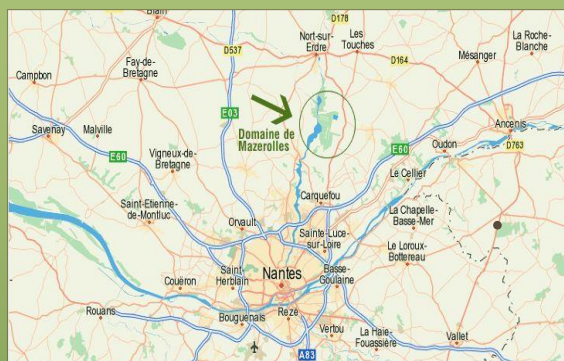 Blain
D178
Nort-sur-
Erdre
Les
Touches
La Roche-
Blanche
D537
Fay-de-
Bretagne
D164
Mésanger
Campbon
E03
Domaine de
Mazerolles
Savenay
Malville
Ancenis
E60
E60
D763
Vigneux-de-
Bretagne
Oudon
Le Cellier
Carquefou
Saint-Etienne-
de-Montluc
Orvault
La Chapelle-
Basse-Mer
Sainte-Luce-
sur-Loire
Le Loroux-
Bottereau
Couëron
Saint-
Herblain
Nantes
Basse-
Goulaine
Rouans
Bouguenais
Rezé
Vertou
La Haie-
Fouassière
Vallet
A83